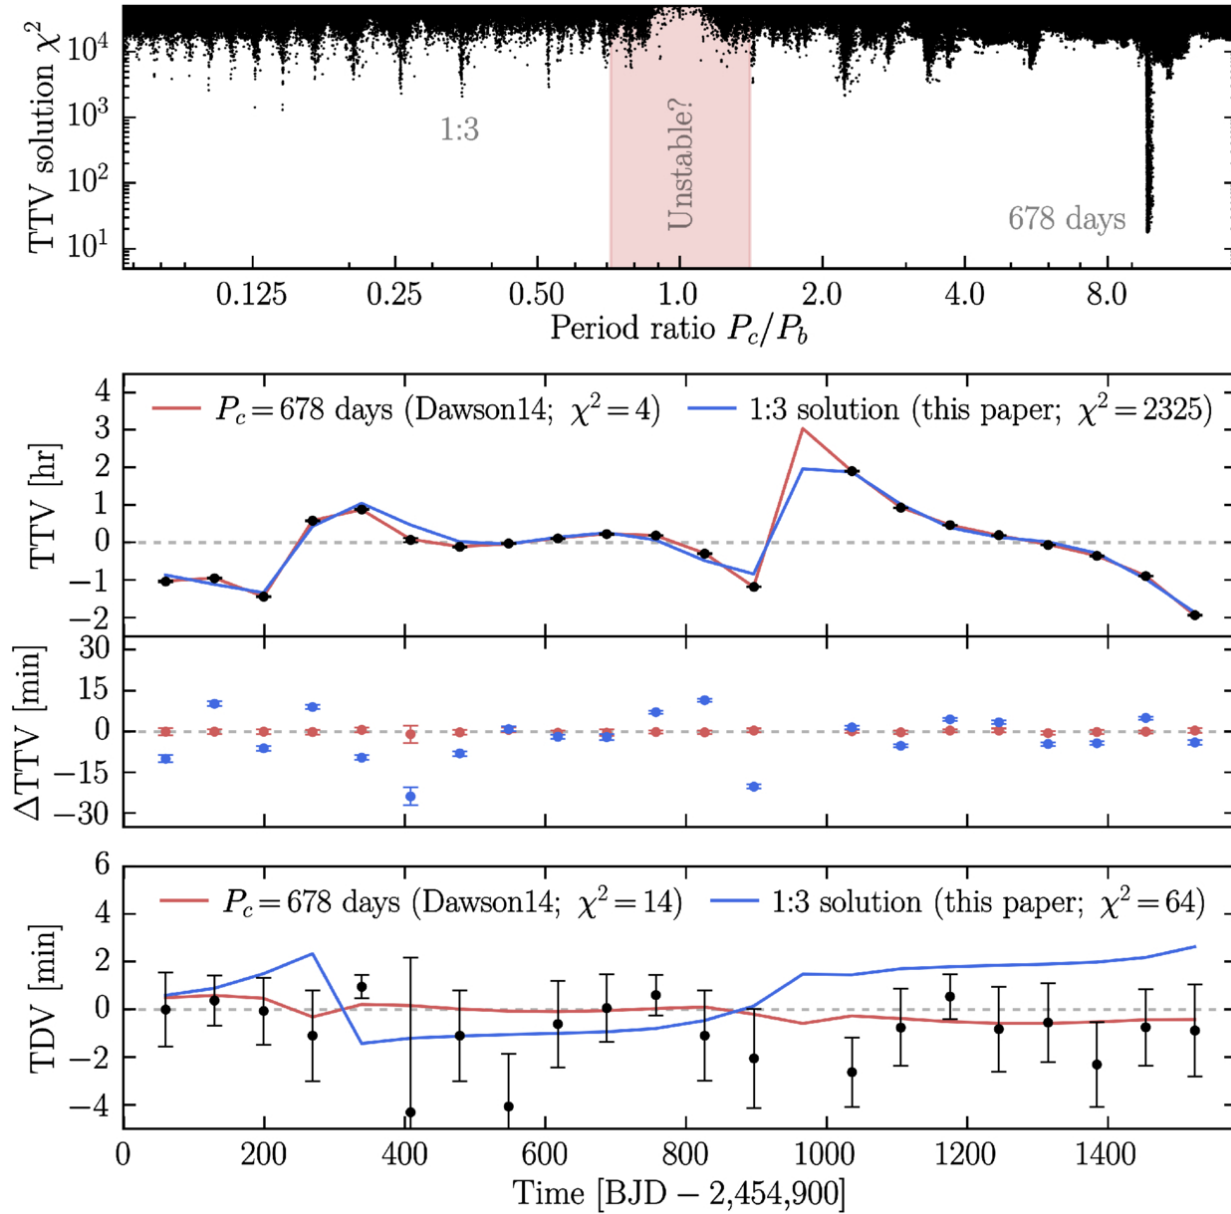 TTV solution χ²
10⁴
10³
10²
10¹
1:3
Unstable?
678 days
0.125 0.25 0.50 1.0 2.0 4.0 8.0
Period ratio P_c/P_b
TTV [hr]
4
3
2
1
0
−1
−2
P_c = 678 days (Dawson14; χ² = 4)
1:3 solution (this paper; χ² = 2325)
ΔTTV [min]
30
15
0
−15
−30
TDV [min]
6
4
2
0
−2
−4
P_c = 678 days (Dawson14; χ² = 14)
1:3 solution (this paper; χ² = 64)
0 200 400 600 800 1000 1200 1400
Time [BJD − 2,454,900]